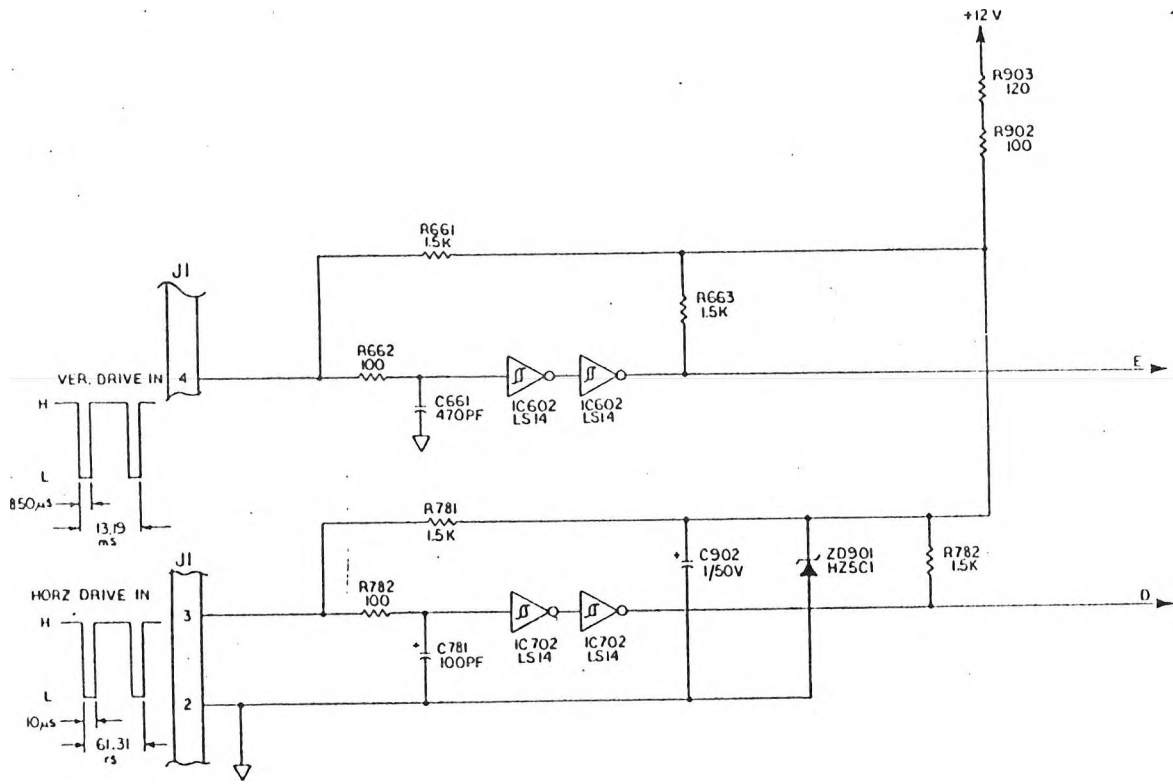 +12 V
R903
120
R902
100
R661
1.5K
J1
R663
1.5K
R662
100
VER. DRIVE IN 4
E
H
C661
470PF
IC602
LS14
IC602
LS14
L
850µs
13.19
ms
R781
1.5K
J1
C902
1/50V
ZD901
HZ5C1
R782
1.5K
R782
100
HORZ DRIVE IN
3
D
H
+
C781
100PF
IC702
LS14
IC702
LS14
+
L
2
10µs
61.31
rs